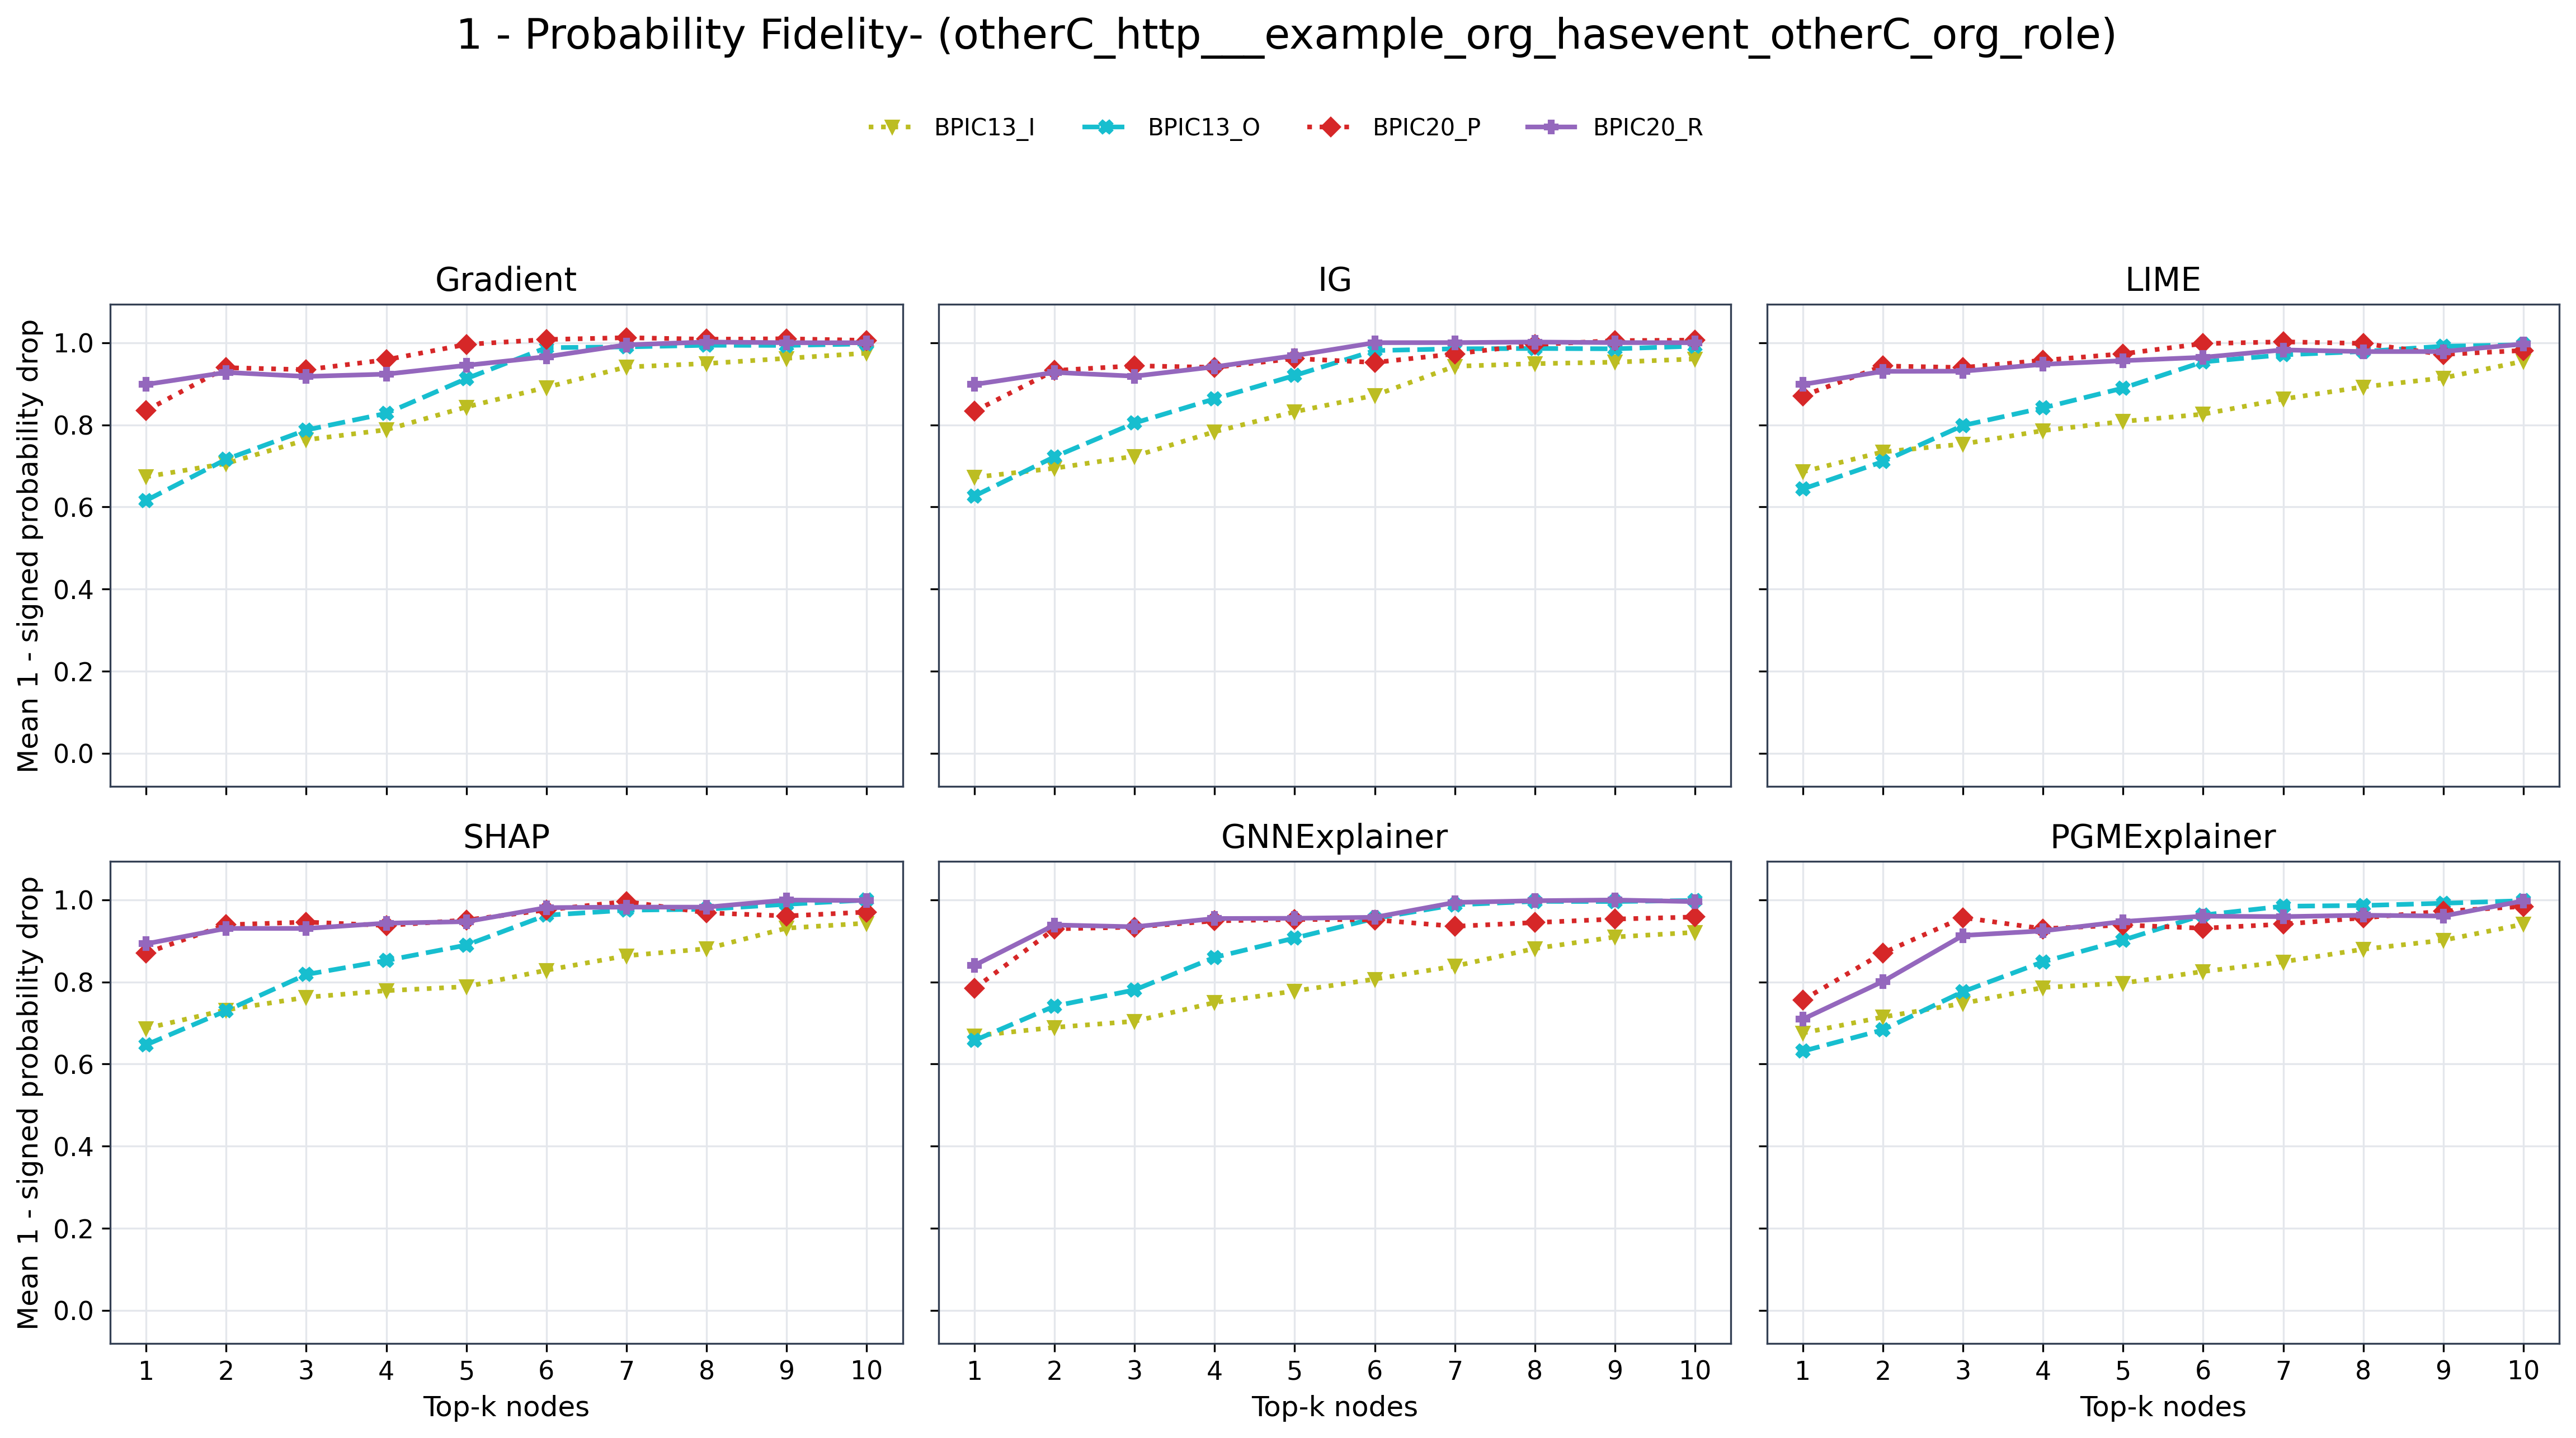 1 - Probability Fidelity- (otherC_http___example_org_hasevent_otherC_org_role)
BPIC13_I BPIC13_O BPIC20_P BPIC20_R
Gradient IG LIME
Mean 1 - signed probability drop
1.0
0.8
0.6
0.4
0.2
0.0
SHAP GNNExplainer PGMExplainer
Mean 1 - signed probability drop
1.0
0.8
0.6
0.4
0.2
0.0
1 2 3 4 5 6 7 8 9 10 1 2 3 4 5 6 7 8 9 10 1 2 3 4 5 6 7 8 9 10
Top-k nodes Top-k nodes Top-k nodes